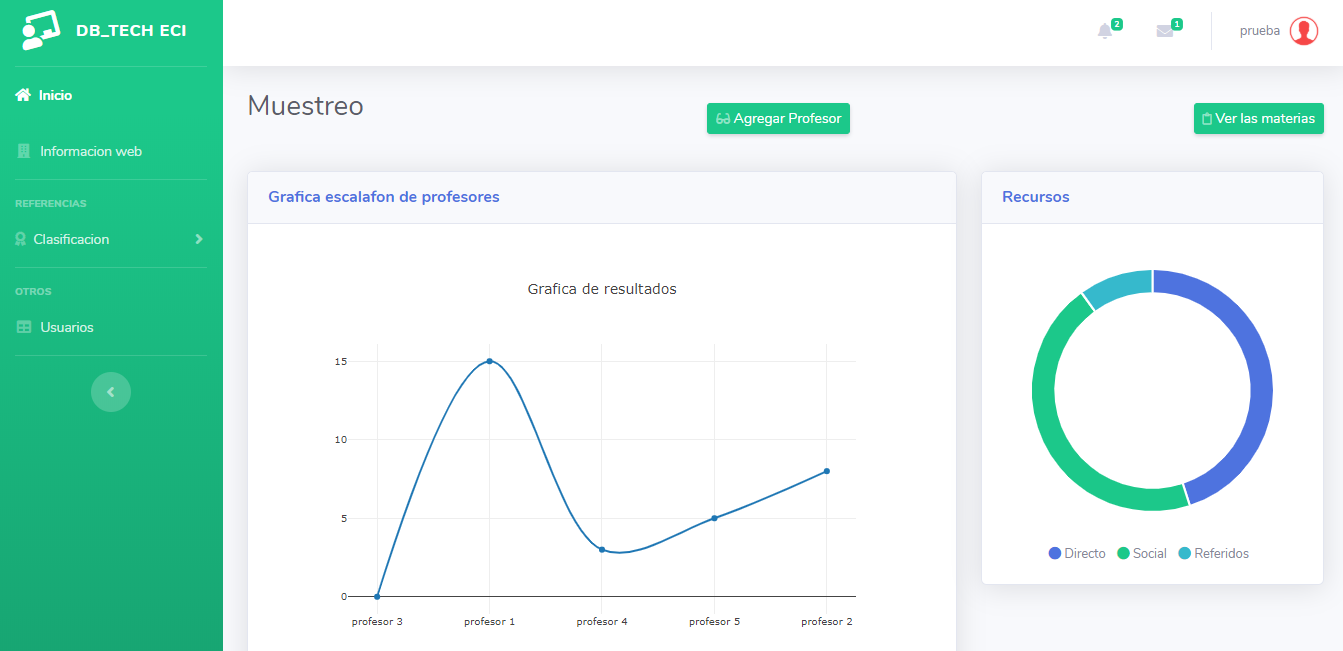 DB_TECH ECI
Inicio
Informacion web
REFERENCIAS
Clasificacion
OTROS
Usuarios
2
1
prueba
Muestreo
Agregar Profesor
Ver las materias
Grafica escalafon de profesores
Grafica de resultados
15
10
5
0
profesor 3 profesor 1 profesor 4 profesor 5 profesor 2
Recursos
Directo Social Referidos